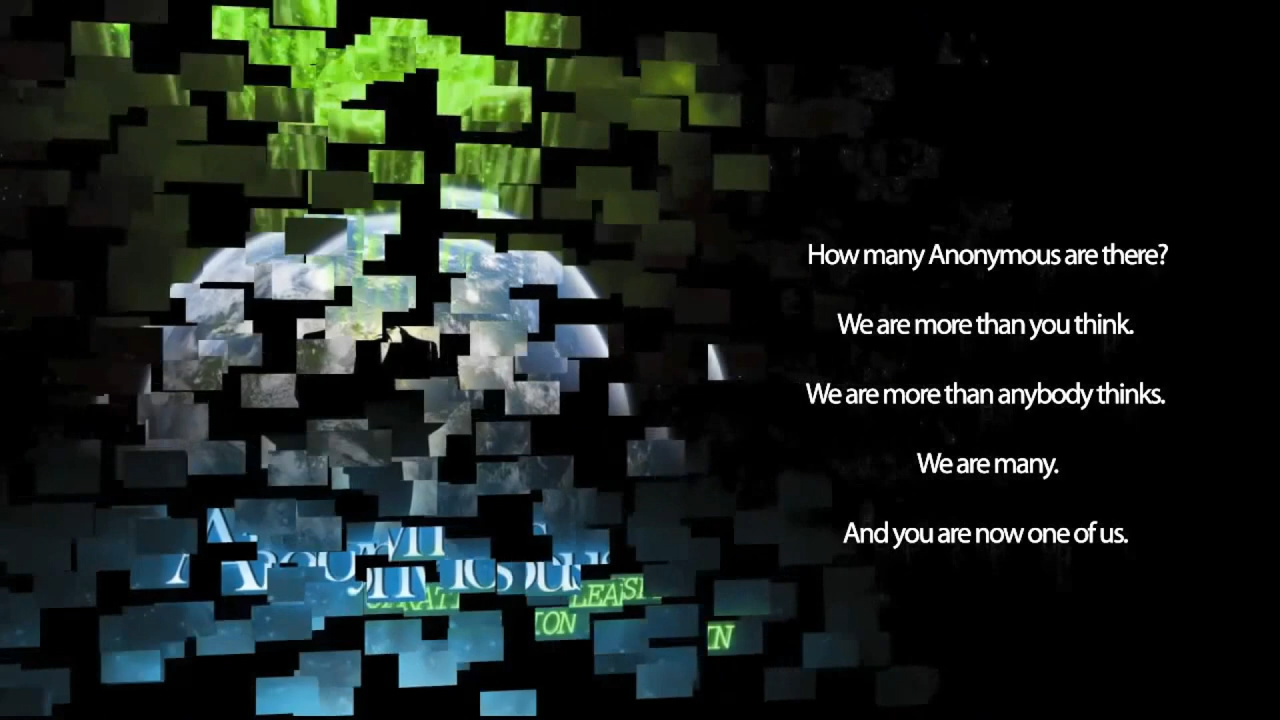 How many Anonymous are there?
We are more than you think.
We are more than anybody thinks.
We are many.
And you are now one of us.